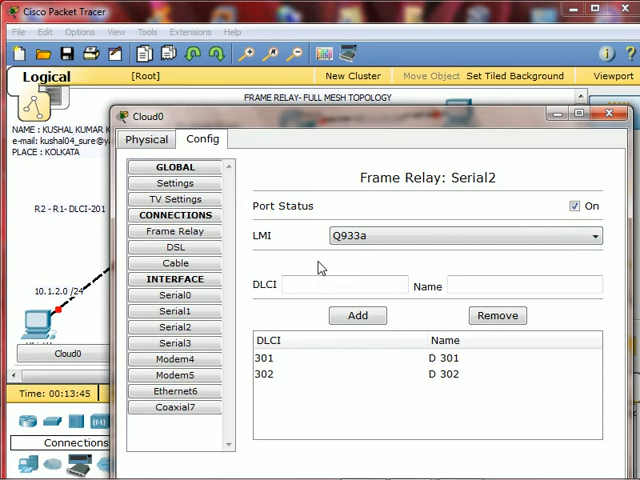 Cisco Packet Tracer
File Edit Options View Tools Extensions Help
Logical [Root] New Cluster Move Object Set Tiled Background Viewport
FRAME RELAY- FULL MESH TOPOLOGY
NAME : KUSHAL KUMAR K
e-mail: kushal04_sure@ya
PLACE : KOLKATA
R2 - R1- DLCI-201
10.1.2.0 /24
Cloud0
Time: 00:13:45
Connections
Cloud0
Physical Config
GLOBAL
Settings
TV Settings
CONNECTIONS
Frame Relay
DSL
Cable
INTERFACE
Serial0
Serial1
Serial2
Serial3
Modem4
Modem5
Ethernet6
Coaxial7
Frame Relay: Serial2
Port Status On
LMI Q933a
DLCI Name
Add Remove
DLCI Name
301 D 301
302 D 302